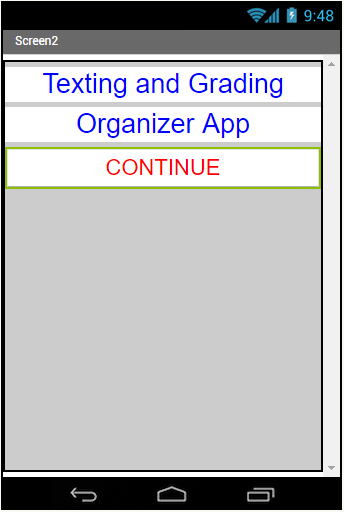 9:48
Screen2
Texting and Grading
Organizer App
CONTINUE